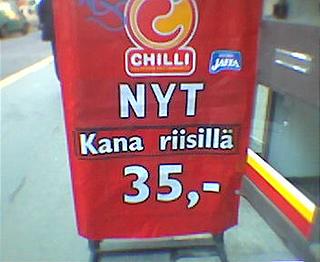 CHILLI
JAFFA
NYT
Kana riisillä
35,-